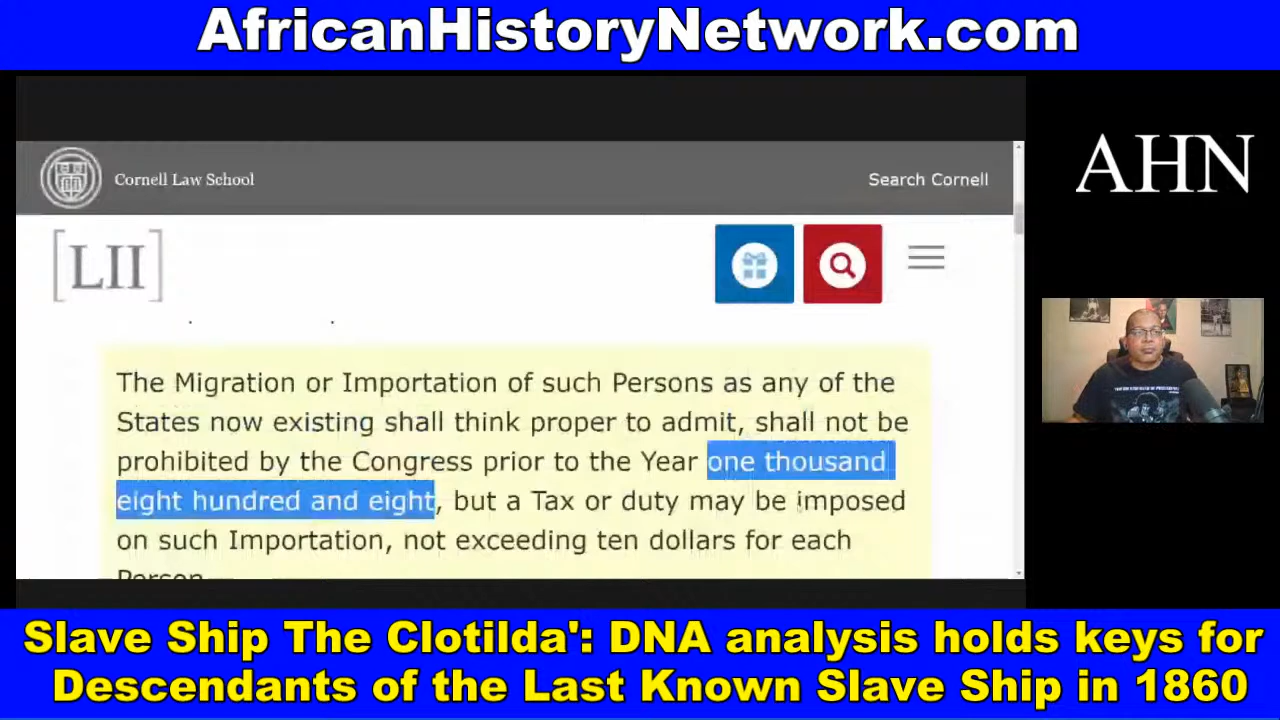 AfricanHistoryNetwork.com
Cornell Law School
Search Cornell
AHN
[LII]
The Migration or Importation of such Persons as any of the
States now existing shall think proper to admit, shall not be
prohibited by the Congress prior to the Year one thousand
eight hundred and eight, but a Tax or duty may be imposed
on such Importation, not exceeding ten dollars for each
Person
Slave Ship The Clotilda': DNA analysis holds keys for
Descendants of the Last Known Slave Ship in 1860